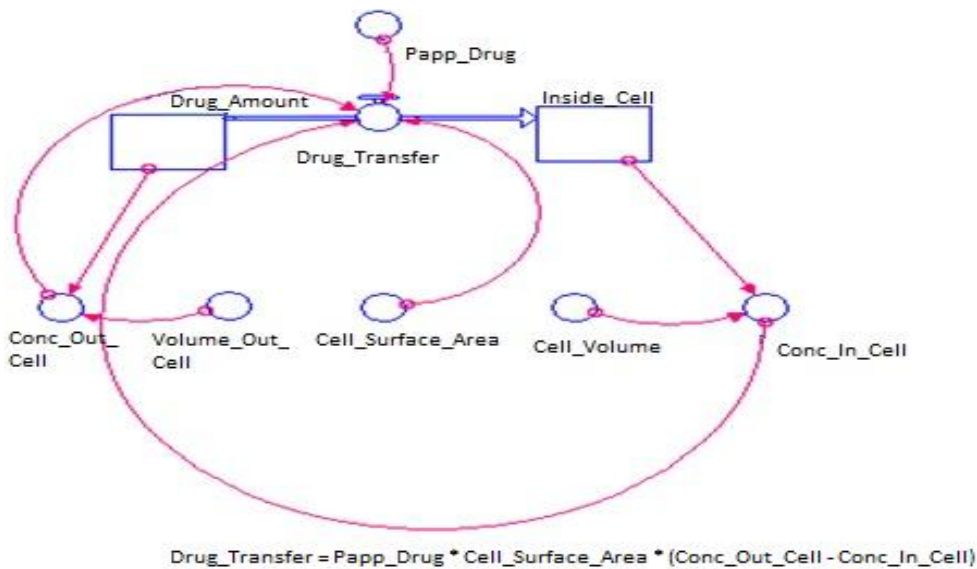 Papp_Drug
Drug_Amount
Inside_Cell
Drug_Transfer
Conc_Out_
Cell
Volume_Out_
Cell
Cell_Surface_Area
Cell_Volume
Conc_In_Cell
Drug_Transfer = Papp_Drug * Cell_Surface_Area * (Conc_Out_Cell - Conc_In_Cell)